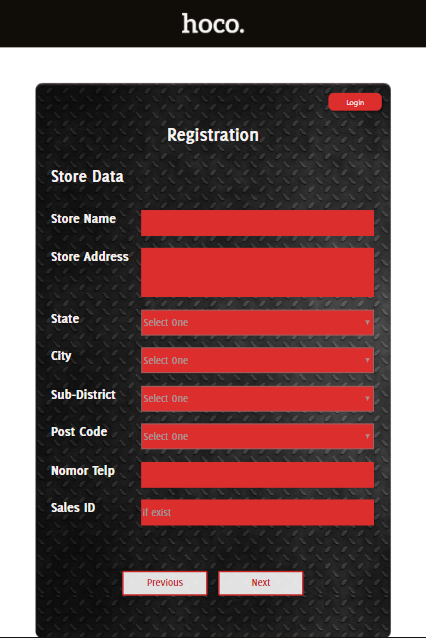 hoco.
Login
Registration
Store Data
Store Name
Store Address
State
Select One
City
Select One
Sub-District
Select One
Post Code
Select One
Nomor Telp
Sales ID
if exist
Previous
Next